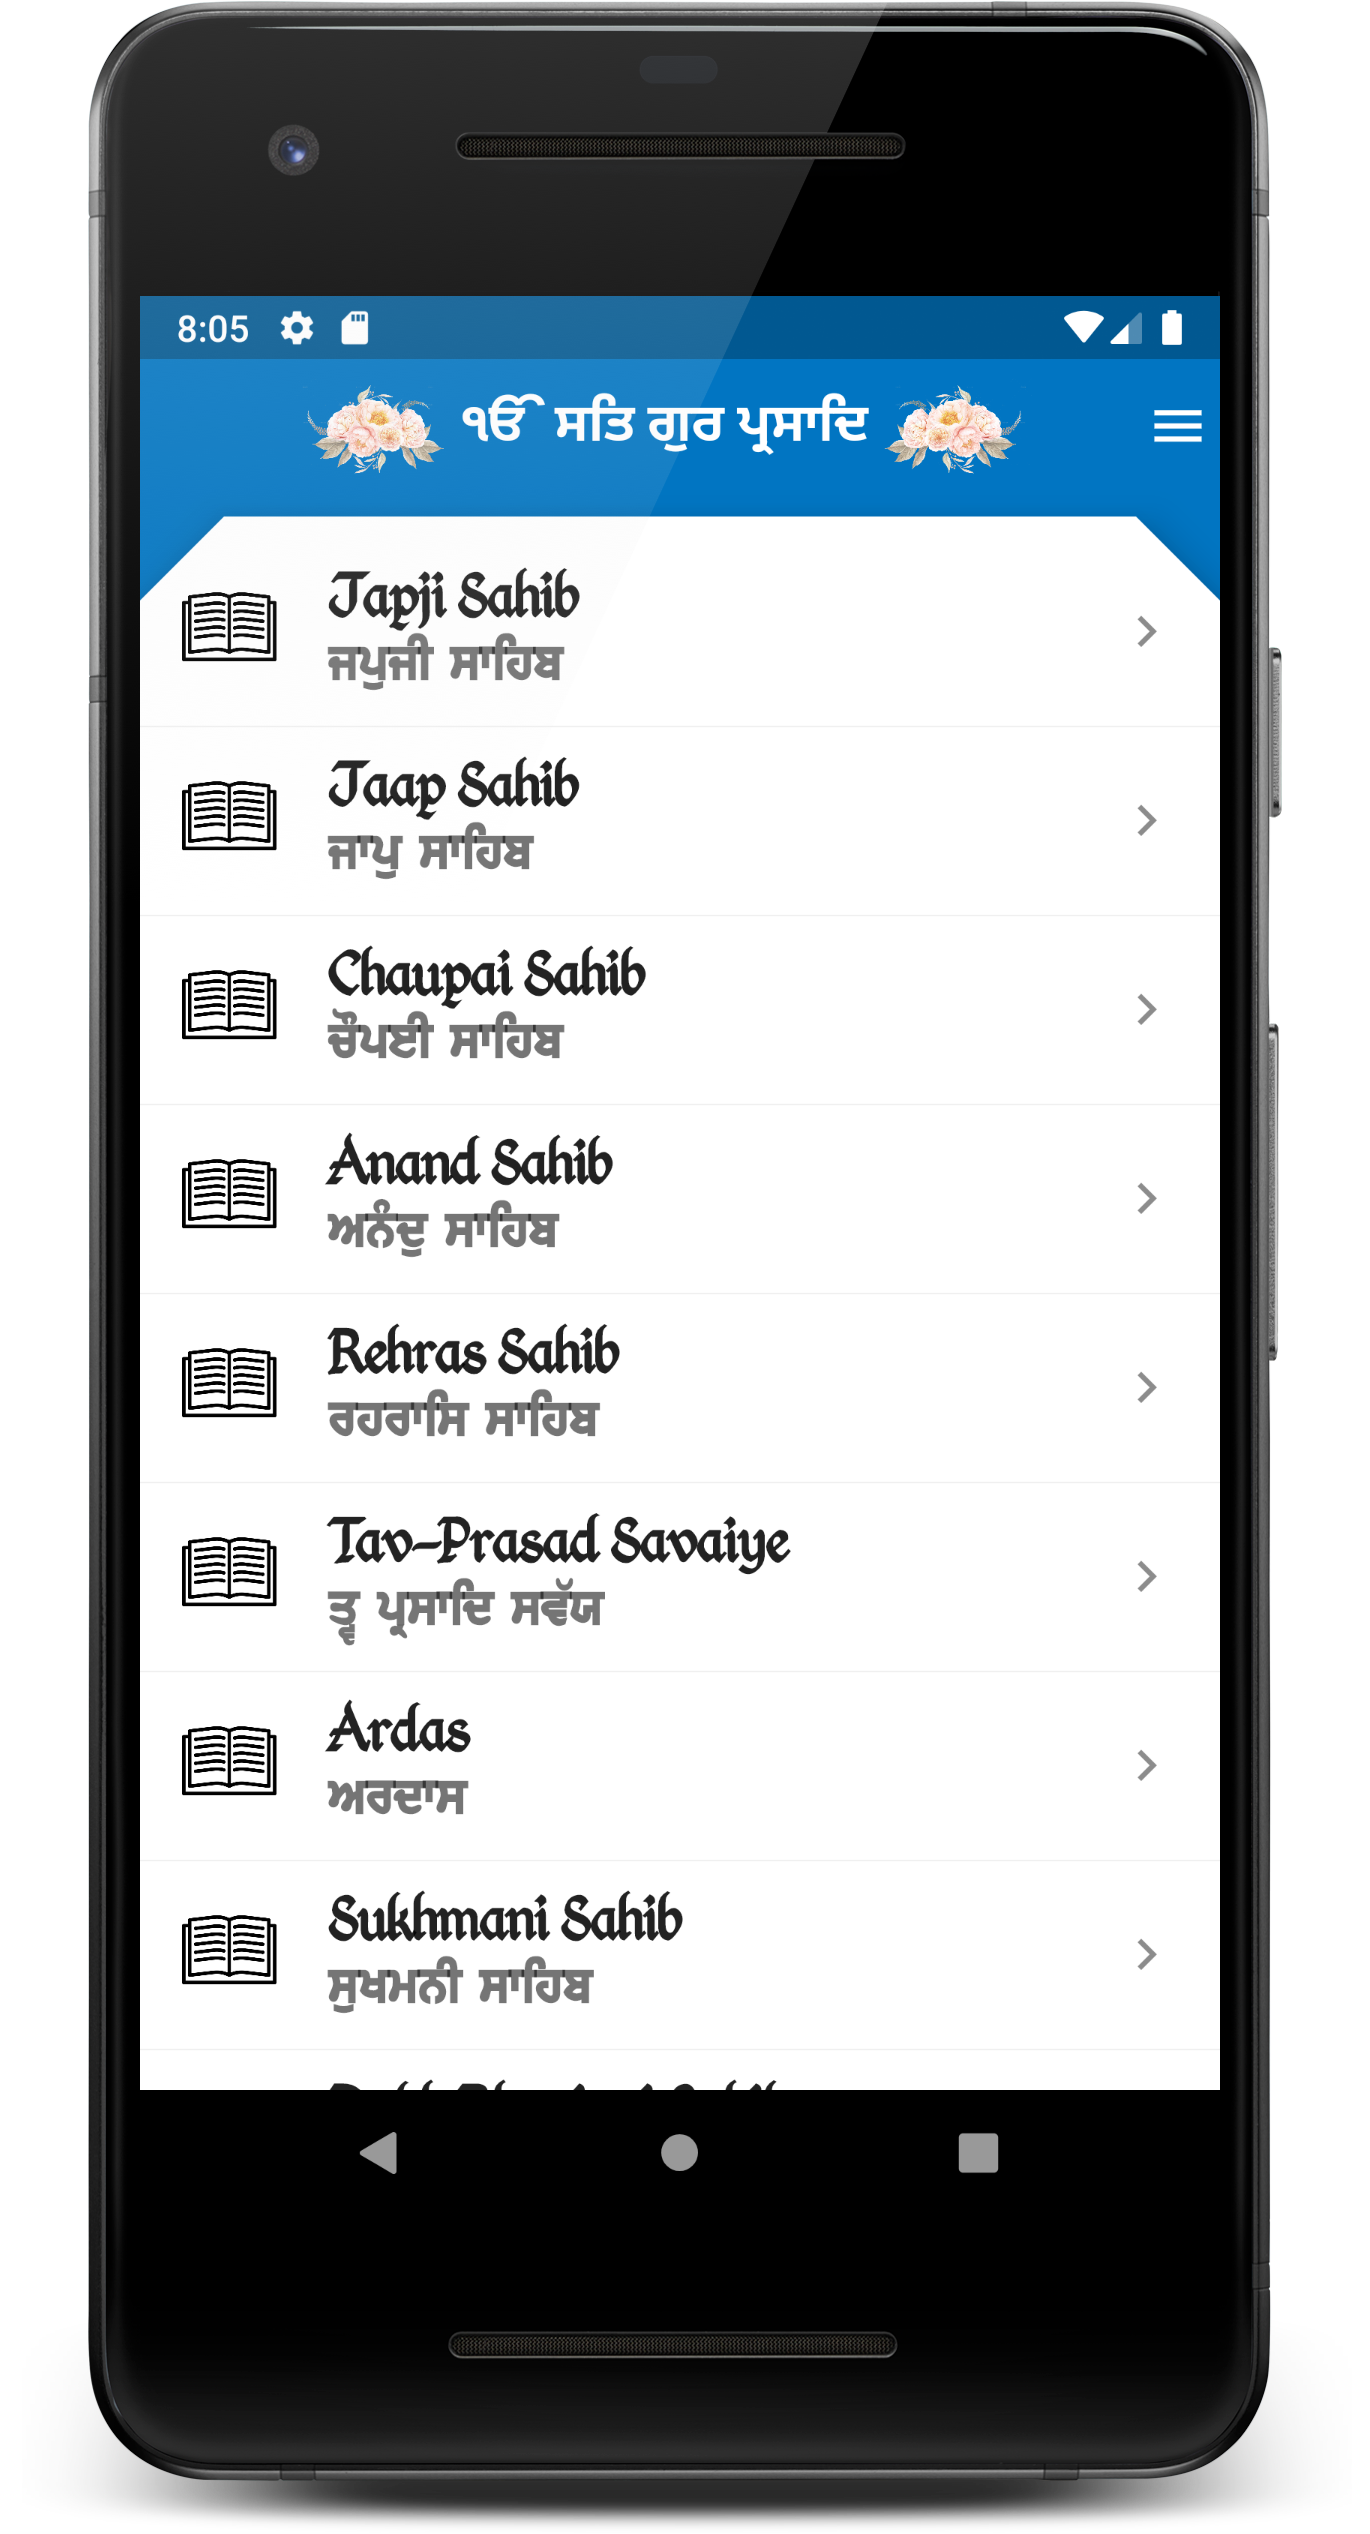 8:05
ੴ ਸਤਿ ਗੁਰ ਪ੍ਰਸਾਦਿ
Japji Sahib
ਜਪੁਜੀ ਸਾਹਿਬ
Jaap Sahib
ਜਾਪੁ ਸਾਹਿਬ
Chaupai Sahib
ਚੌਪਈ ਸਾਹਿਬ
Anand Sahib
ਅਨੰਦੁ ਸਾਹਿਬ
Rehras Sahib
ਰਹਰਾਸਿ ਸਾਹਿਬ
Tav-Prasad Savaiye
ਤ੍ਵ ਪ੍ਰਸਾਦਿ ਸਵੱਯੇ
Ardas
ਅਰਦਾਸ
Sukhmani Sahib
ਸੁਖਮਨੀ ਸਾਹਿਬ